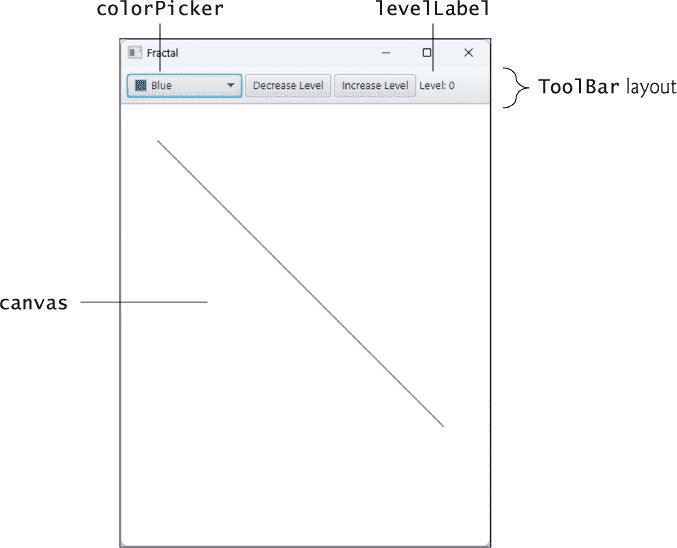 colorPicker levelLabel
Fractal
Blue Decrease Level Increase Level Level: 0
ToolBar layout
canvas